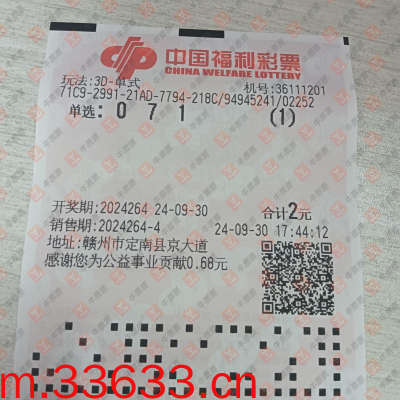 中国福利彩票
CHINA WELFARE LOTTERY
玩法:3D-单式 机号:36111201
71C9-2991-21AD-7794-218C/94945241/02252
单选: 0 7 1 (1)
开奖期:2024264 24-09-30 合计2元
销售期:2024264-4 24-09-30 17:44:12
地址:赣州市定南县京大道
感谢您为公益事业贡献0.68元
m.33633.cn